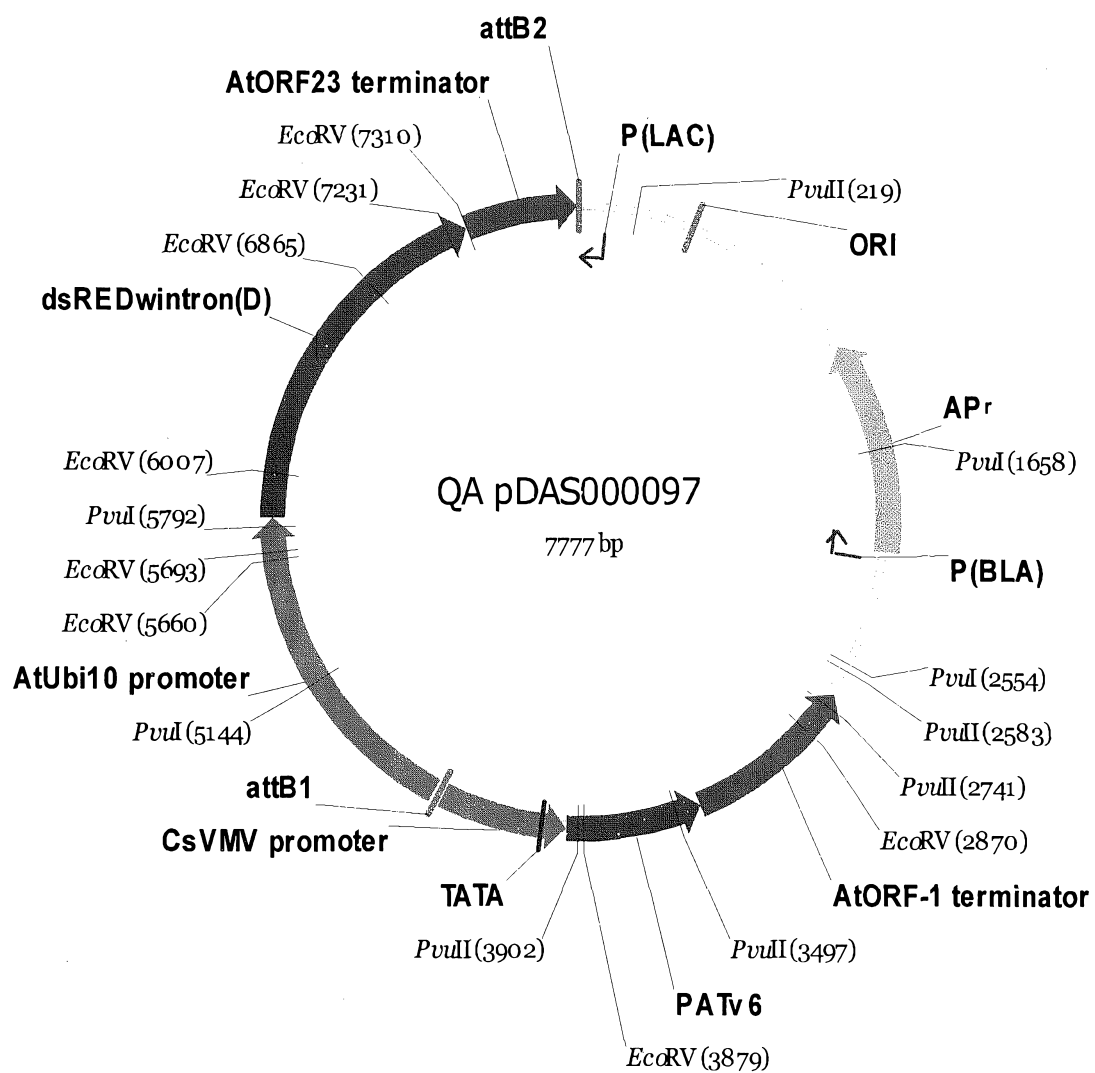 attB2
AtORF23 terminator
EcoRV (7310)
P(LAC)
EcoRV (7231)
PvuII (219)
EcoRV (6865)
ORI
dsREDwintron(D)
APr
EcoRV (6007)
PvuI (1658)
QA pDAS000097
PvuI (5792)
7777 bp
EcoRV (5693)
P(BLA)
EcoRV (5660)
AtUbi10 promoter
PvuI (2554)
PvuI (5144)
PvuII (2583)
attB1
PvuII (2741)
CsVMV promoter
EcoRV (2870)
TATA
AtORF-1 terminator
PvuII (3902)
PvuII (3497)
PATv6
EcoRV (3879)